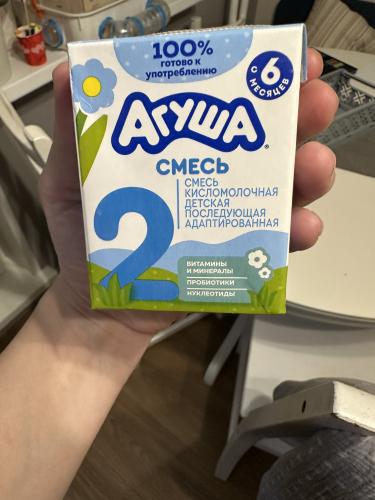 100%
ГОТОВО К
УПОТРЕБЛЕНИЮ
6
С МЕСЯЦЕВ
АГУША
СМЕСЬ
2
СМЕСЬ
КИСЛОМОЛОЧНАЯ
ДЕТСКАЯ
ПОСЛЕДУЮЩАЯ
АДАПТИРОВАННАЯ
ВИТАМИНЫ
И МИНЕРАЛЫ
ПРОБИОТИКИ
НУКЛЕОТИДЫ